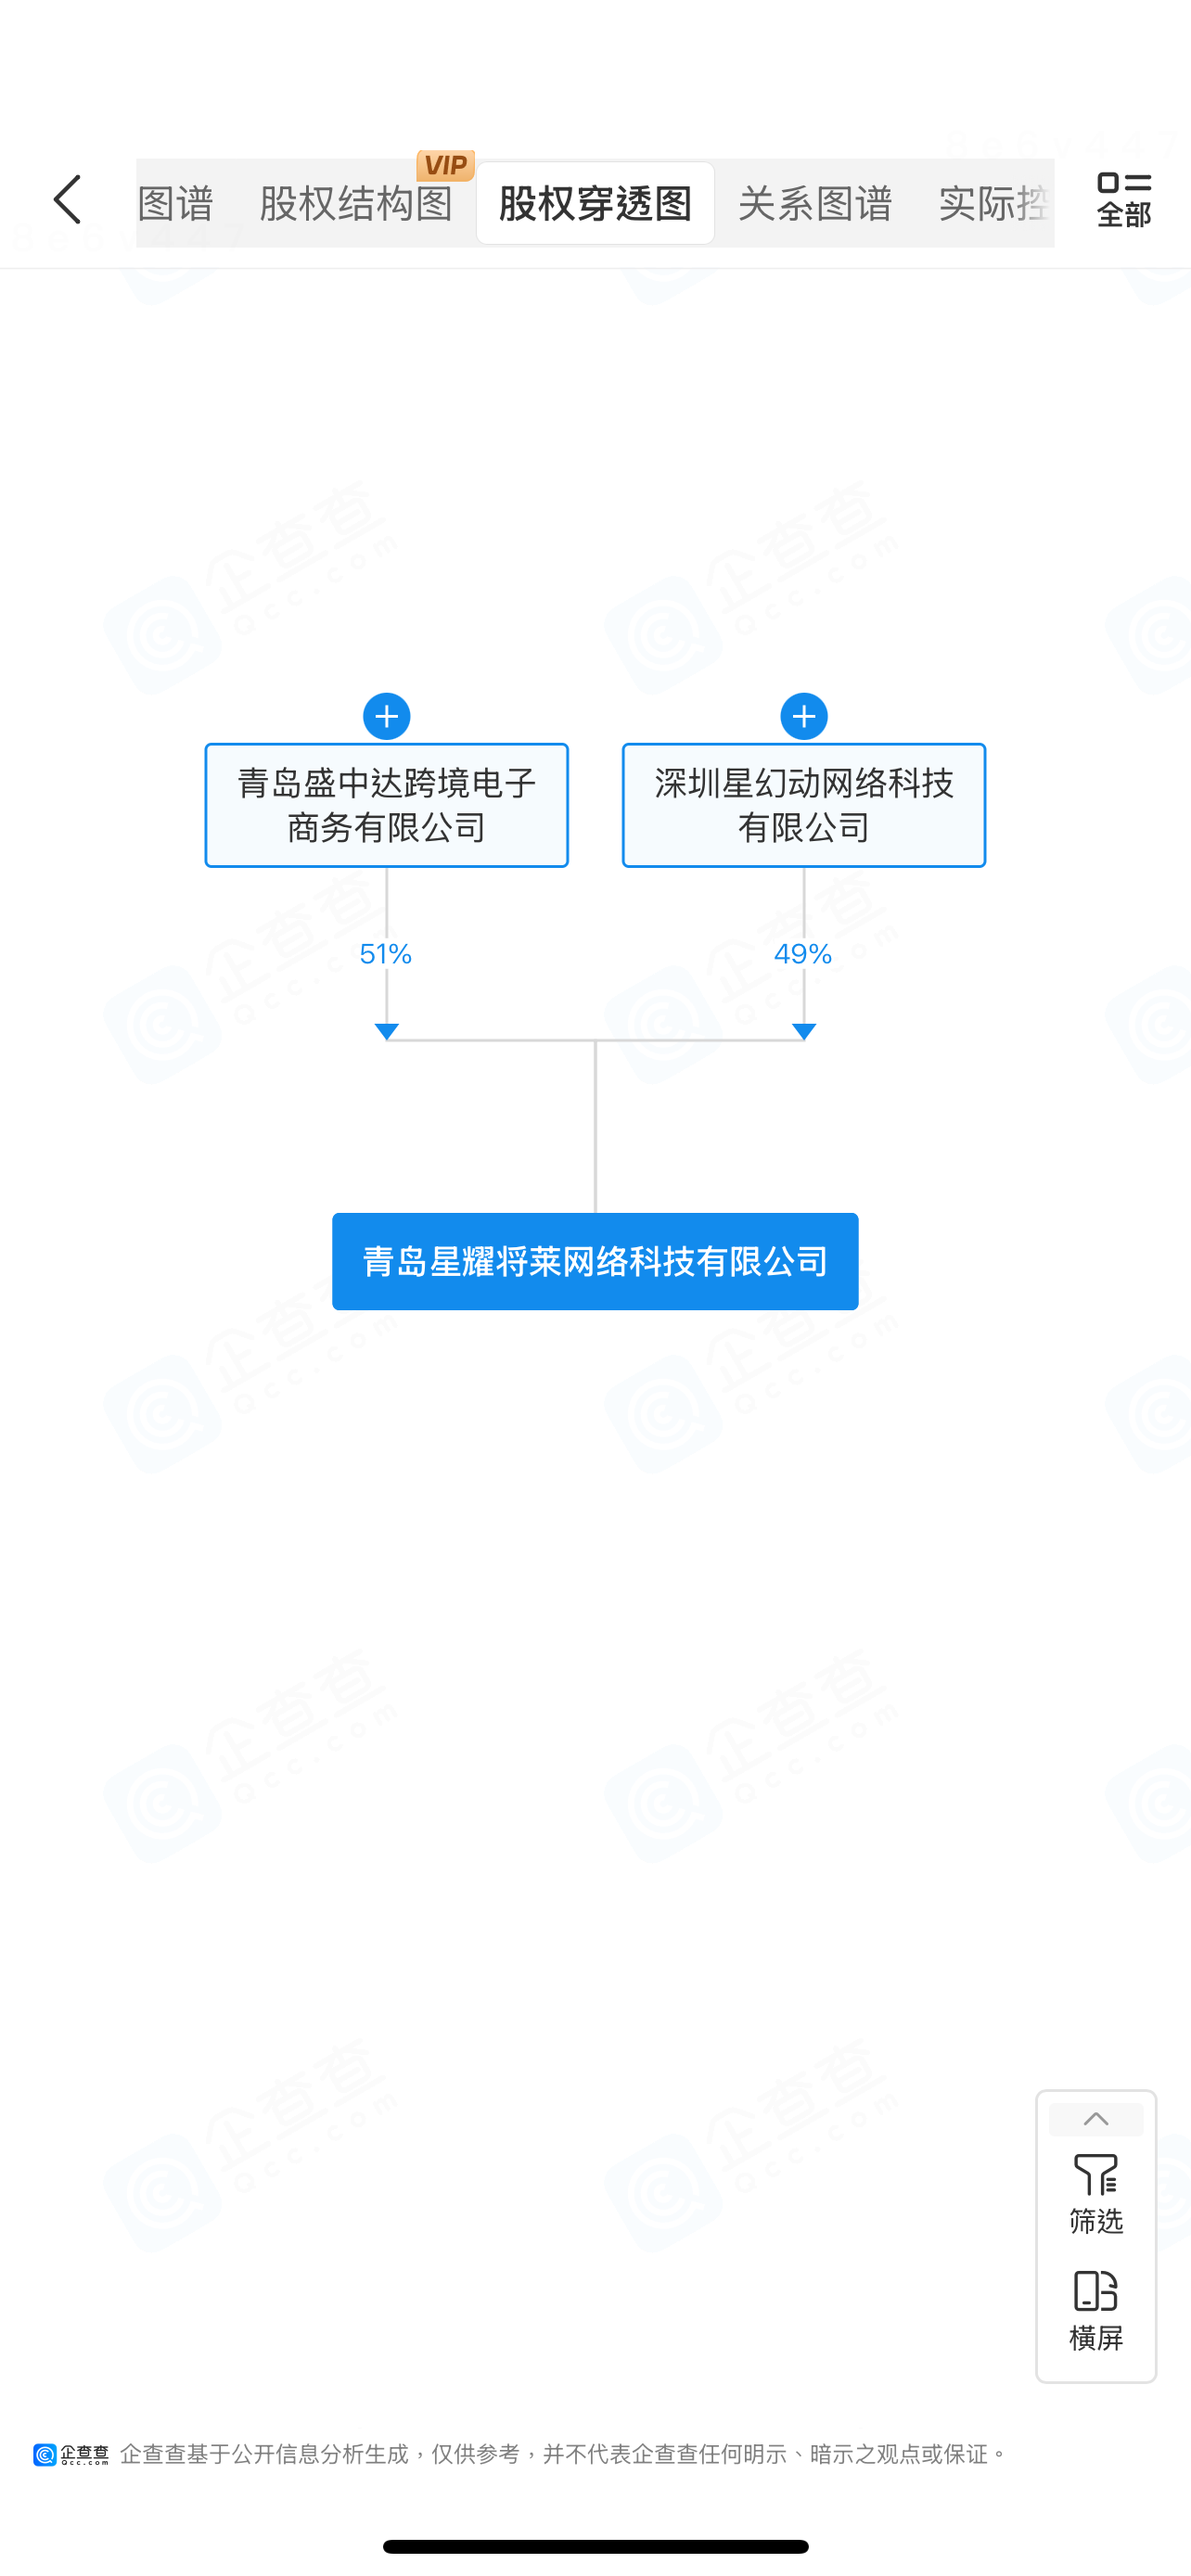 VIP
图谱 股权结构图 股权穿透图 关系图谱 实际控
全部
青岛盛中达跨境电子
商务有限公司
深圳星幻动网络科技
有限公司
51% 49%
青岛星耀将莱网络科技有限公司
筛选
横屏
企查查 Qcc.com 企查查基于公开信息分析生成，仅供参考，并不代表企查查任何明示、暗示之观点或保证。